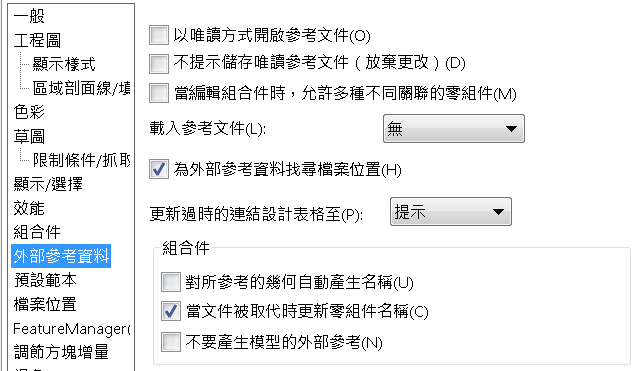 一般
工程圖
顯示樣式
區域剖面線/填
色彩
草圖
限制條件/抓取
顯示/選擇
效能
組合件
外部參考資料
預設範本
檔案位置
FeatureManager(
調節方塊增量
以唯讀方式開啟參考文件(O)
不提示儲存唯讀參考文件（放棄更改）(D)
當編輯組合件時，允許多種不同關聯的零組件(M)
載入參考文件(L): 無
為外部參考資料找尋檔案位置(H)
更新過時的連結設計表格至(P): 提示
組合件
對所參考的幾何自動產生名稱(U)
當文件被取代時更新零組件名稱(C)
不要產生模型的外部參考(N)